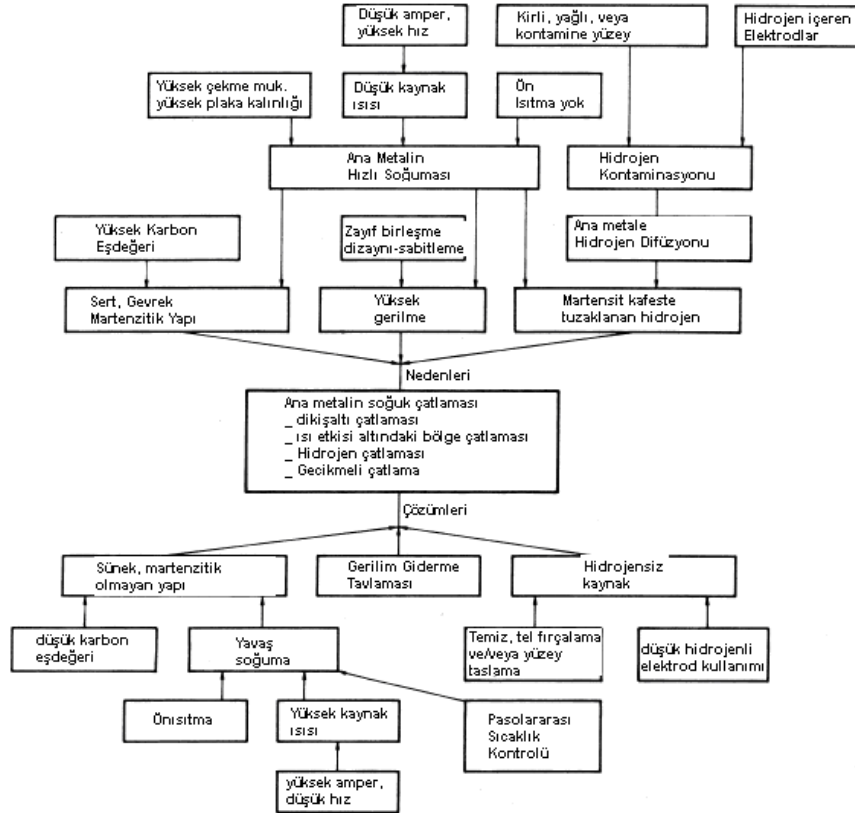 Düşük amper,
yüksek hız
Kirli, yağlı, veya
kontamine yüzey
Hidrojen içeren
Elektrodlar
Yüksek çekme muk.
yüksek plaka kalınlığı
Düşük kaynak
ısısı
Ön
Isıtma yok
Ana Metalin
Hızlı Soğuması
Hidrojen
Kontaminasyonu
Yüksek Karbon
Eşdeğeri
Zayıf birleşme
dizaynı-sabitleme
Ana metale
Hidrojen Difüzyonu
Sert, Gevrek
Martenzitik Yapı
Yüksek
gerilme
Martensit kafeste
tuzaklanan hidrojen
Nedenleri
Ana metalin soğuk çatlaması
_ dikişaltı çatlaması
_ ısı etkisi altındaki bölge çatlaması
_ Hidrojen çatlaması
_ Gecikmeli çatlama
Çözümleri
Sünek, martenzitik
olmayan yapı
Gerilim Giderme
Tavlaması
Hidrojensiz
kaynak
düşük karbon
eşdeğeri
Yavaş
soğuma
Temiz, tel fırçalama
ve/veya yüzey
taslama
düşük hidrojenli
elektrod kullanımı
Önısıtma
Yüksek kaynak
ısısı
Pasolararası
Sıcaklık
Kontrolü
yüksek amper,
düşük hız